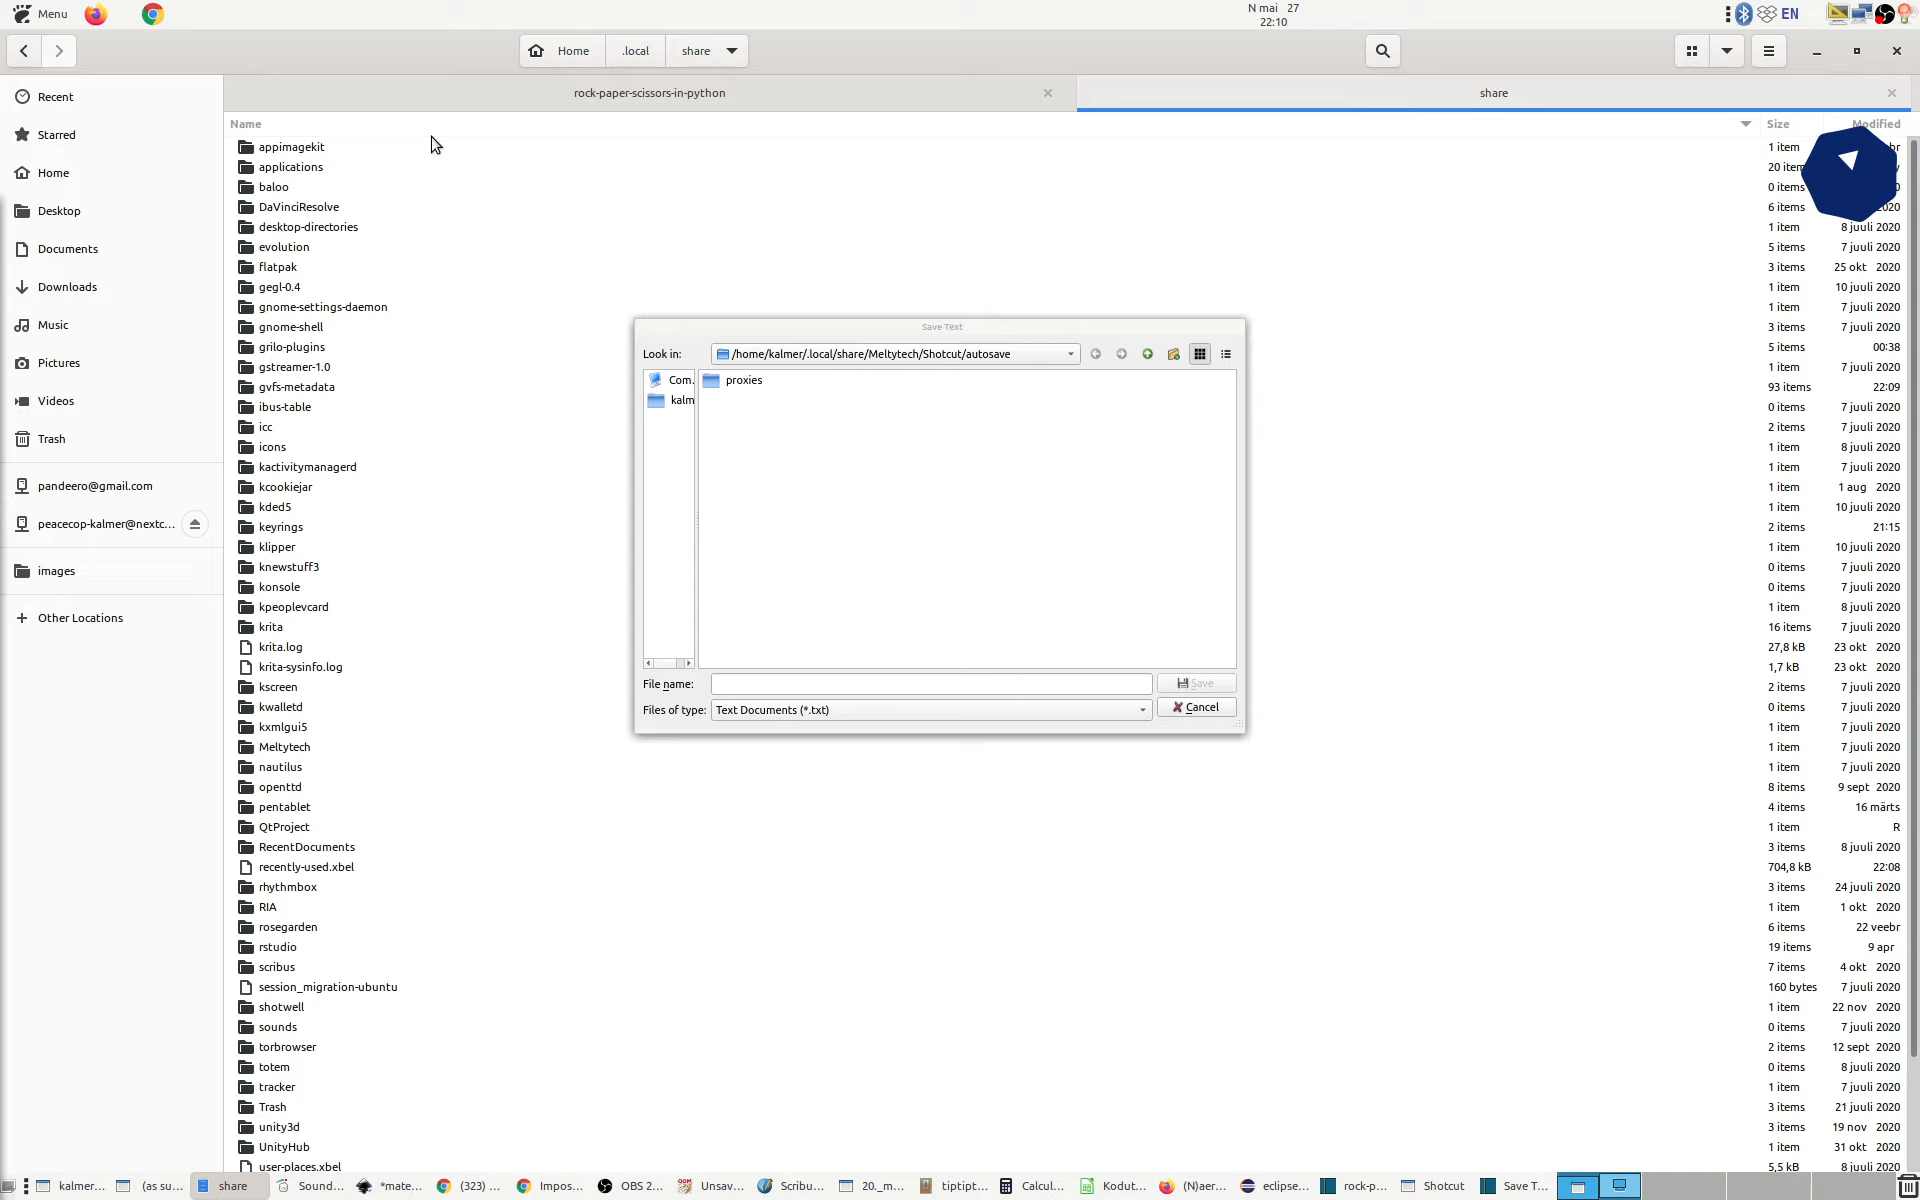 Menu
N mai 27
22:10
EN
Home .local share
rock-paper-scissors-in-python share
Name Size Modified
Recent
Starred
Home
Desktop
Documents
Downloads
Music
Pictures
Videos
Trash
pandeero@gmail.com
peacecop-kalmer@nextc...
images
Other Locations
appimagekit 1 item
applications 20 item
baloo 0 items
DaVinciResolve 6 items 2020
desktop-directories 1 item 8 juuli 2020
evolution 5 items 7 juuli 2020
flatpak 3 items 25 okt 2020
gegl-0.4 1 item 10 juuli 2020
gnome-settings-daemon 1 item 7 juuli 2020
gnome-shell 3 items 7 juuli 2020
grilo-plugins 5 items 00:38
gstreamer-1.0 1 item 7 juuli 2020
gvfs-metadata 93 items 22:09
ibus-table 0 items 7 juuli 2020
icc 2 items 7 juuli 2020
icons 1 item 8 juuli 2020
kactivitymanagerd 1 item 7 juuli 2020
kcookiejar 1 item 1 aug 2020
kded5 1 item 10 juuli 2020
keyrings 2 items 21:15
klipper 1 item 10 juuli 2020
knewstuff3 0 items 7 juuli 2020
konsole 0 items 7 juuli 2020
kpeoplevcard 1 item 8 juuli 2020
krita 16 items 7 juuli 2020
krita.log 27,8 kB 23 okt 2020
krita-sysinfo.log 1,7 kB 23 okt 2020
kscreen 2 items 7 juuli 2020
kwalletd 0 items 7 juuli 2020
kxmlgui5 1 item 7 juuli 2020
Meltytech 1 item 7 juuli 2020
nautilus 1 item 7 juuli 2020
openttd 8 items 9 sept 2020
pentablet 4 items 16 märts
QtProject 1 item R
RecentDocuments 3 items 8 juuli 2020
recently-used.xbel 704,8 kB 22:08
rhythmbox 3 items 24 juuli 2020
RIA 1 item 1 okt 2020
rosegarden 6 items 22 veebr
rstudio 19 items 9 apr
scribus 7 items 4 okt 2020
session_migration-ubuntu 160 bytes 7 juuli 2020
shotwell 1 item 22 nov 2020
sounds 0 items 7 juuli 2020
torbrowser 2 items 12 sept 2020
totem 0 items 8 juuli 2020
tracker 1 item 7 juuli 2020
Trash 3 items 21 juuli 2020
unity3d 3 items 19 nov 2020
UnityHub 1 item 31 okt 2020
user-places.xbel 5,5 kB 8 juuli 2020
Save Text
Look in: /home/kalmer/.local/share/Meltytech/Shotcut/autosave
Com. proxies
kalm
File name: Save
Files of type: Text Documents (*.txt) Cancel
kalmer... (as su... share Sound... *mate... (323) ... Impos... OBS 2... Unsav... Scribu... 20._m... tiptipt... Calcul... Kodut... (N)aer... eclipse... rock-p... Shotcut Save T...